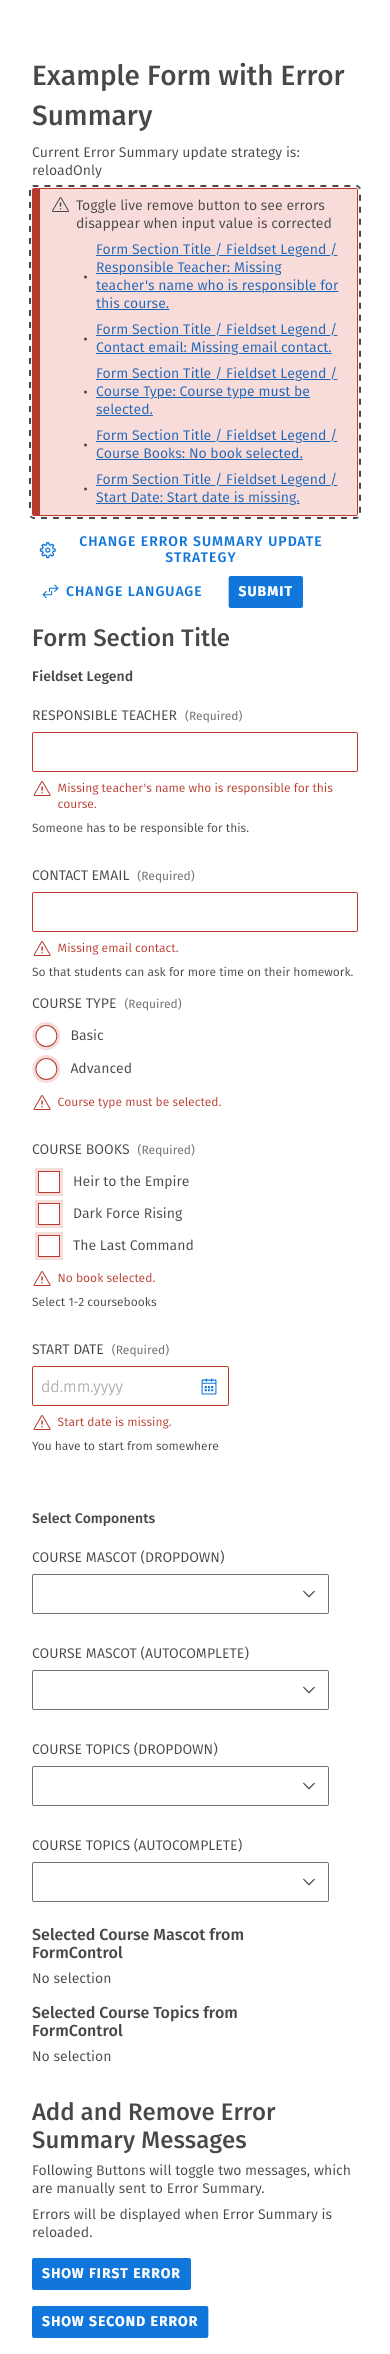 Example Form with Error
Summary
Current Error Summary update strategy is:
reloadOnly
Toggle live remove button to see errors
disappear when input value is corrected
Form Section Title / Fieldset Legend /
Responsible Teacher: Missing
teacher's name who is responsible for
this course.
Form Section Title / Fieldset Legend /
Contact email: Missing email contact.
Form Section Title / Fieldset Legend /
Course Type: Course type must be
selected.
Form Section Title / Fieldset Legend /
Course Books: No book selected.
Form Section Title / Fieldset Legend /
Start Date: Start date is missing.
CHANGE ERROR SUMMARY UPDATE
STRATEGY
CHANGE LANGUAGE SUBMIT
Form Section Title
Fieldset Legend
RESPONSIBLE TEACHER (Required)
Missing teacher's name who is responsible for this
course.
Someone has to be responsible for this.
CONTACT EMAIL (Required)
Missing email contact.
So that students can ask for more time on their homework.
COURSE TYPE (Required)
Basic
Advanced
Course type must be selected.
COURSE BOOKS (Required)
Heir to the Empire
Dark Force Rising
The Last Command
No book selected.
Select 1-2 coursebooks
START DATE (Required)
dd.mm.yyyy
Start date is missing.
You have to start from somewhere
Select Components
COURSE MASCOT (DROPDOWN)
COURSE MASCOT (AUTOCOMPLETE)
COURSE TOPICS (DROPDOWN)
COURSE TOPICS (AUTOCOMPLETE)
Selected Course Mascot from
FormControl
No selection
Selected Course Topics from
FormControl
No selection
Add and Remove Error
Summary Messages
Following Buttons will toggle two messages, which
are manually sent to Error Summary.
Errors will be displayed when Error Summary is
reloaded.
SHOW FIRST ERROR
SHOW SECOND ERROR